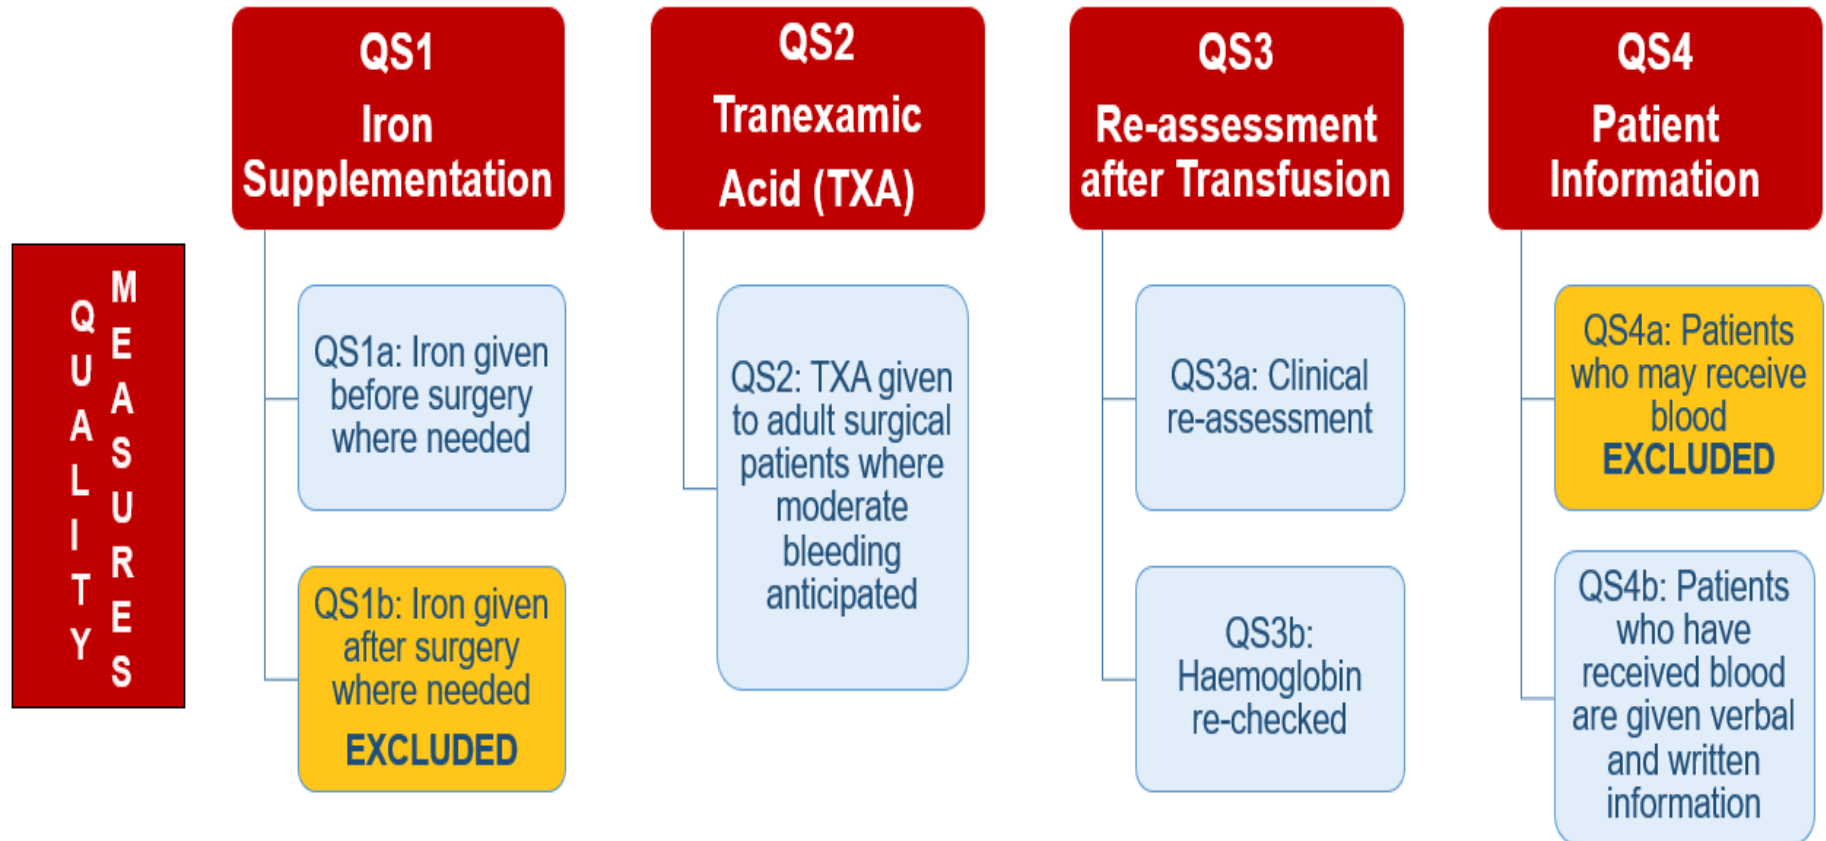 QUALITY
MEASURES
QS1
Iron
Supplementation
QS1a: Iron given
before surgery
where needed
QS1b: Iron given
after surgery
where needed
EXCLUDED
QS2
Tranexamic
Acid (TXA)
QS2: TXA given
to adult surgical
patients where
moderate
bleeding
anticipated
QS3
Re-assessment
after Transfusion
QS3a: Clinical
re-assessment
QS3b:
Haemoglobin
re-checked
QS4
Patient
Information
QS4a: Patients
who may receive
blood
EXCLUDED
QS4b: Patients
who have
received blood
are given verbal
and written
information